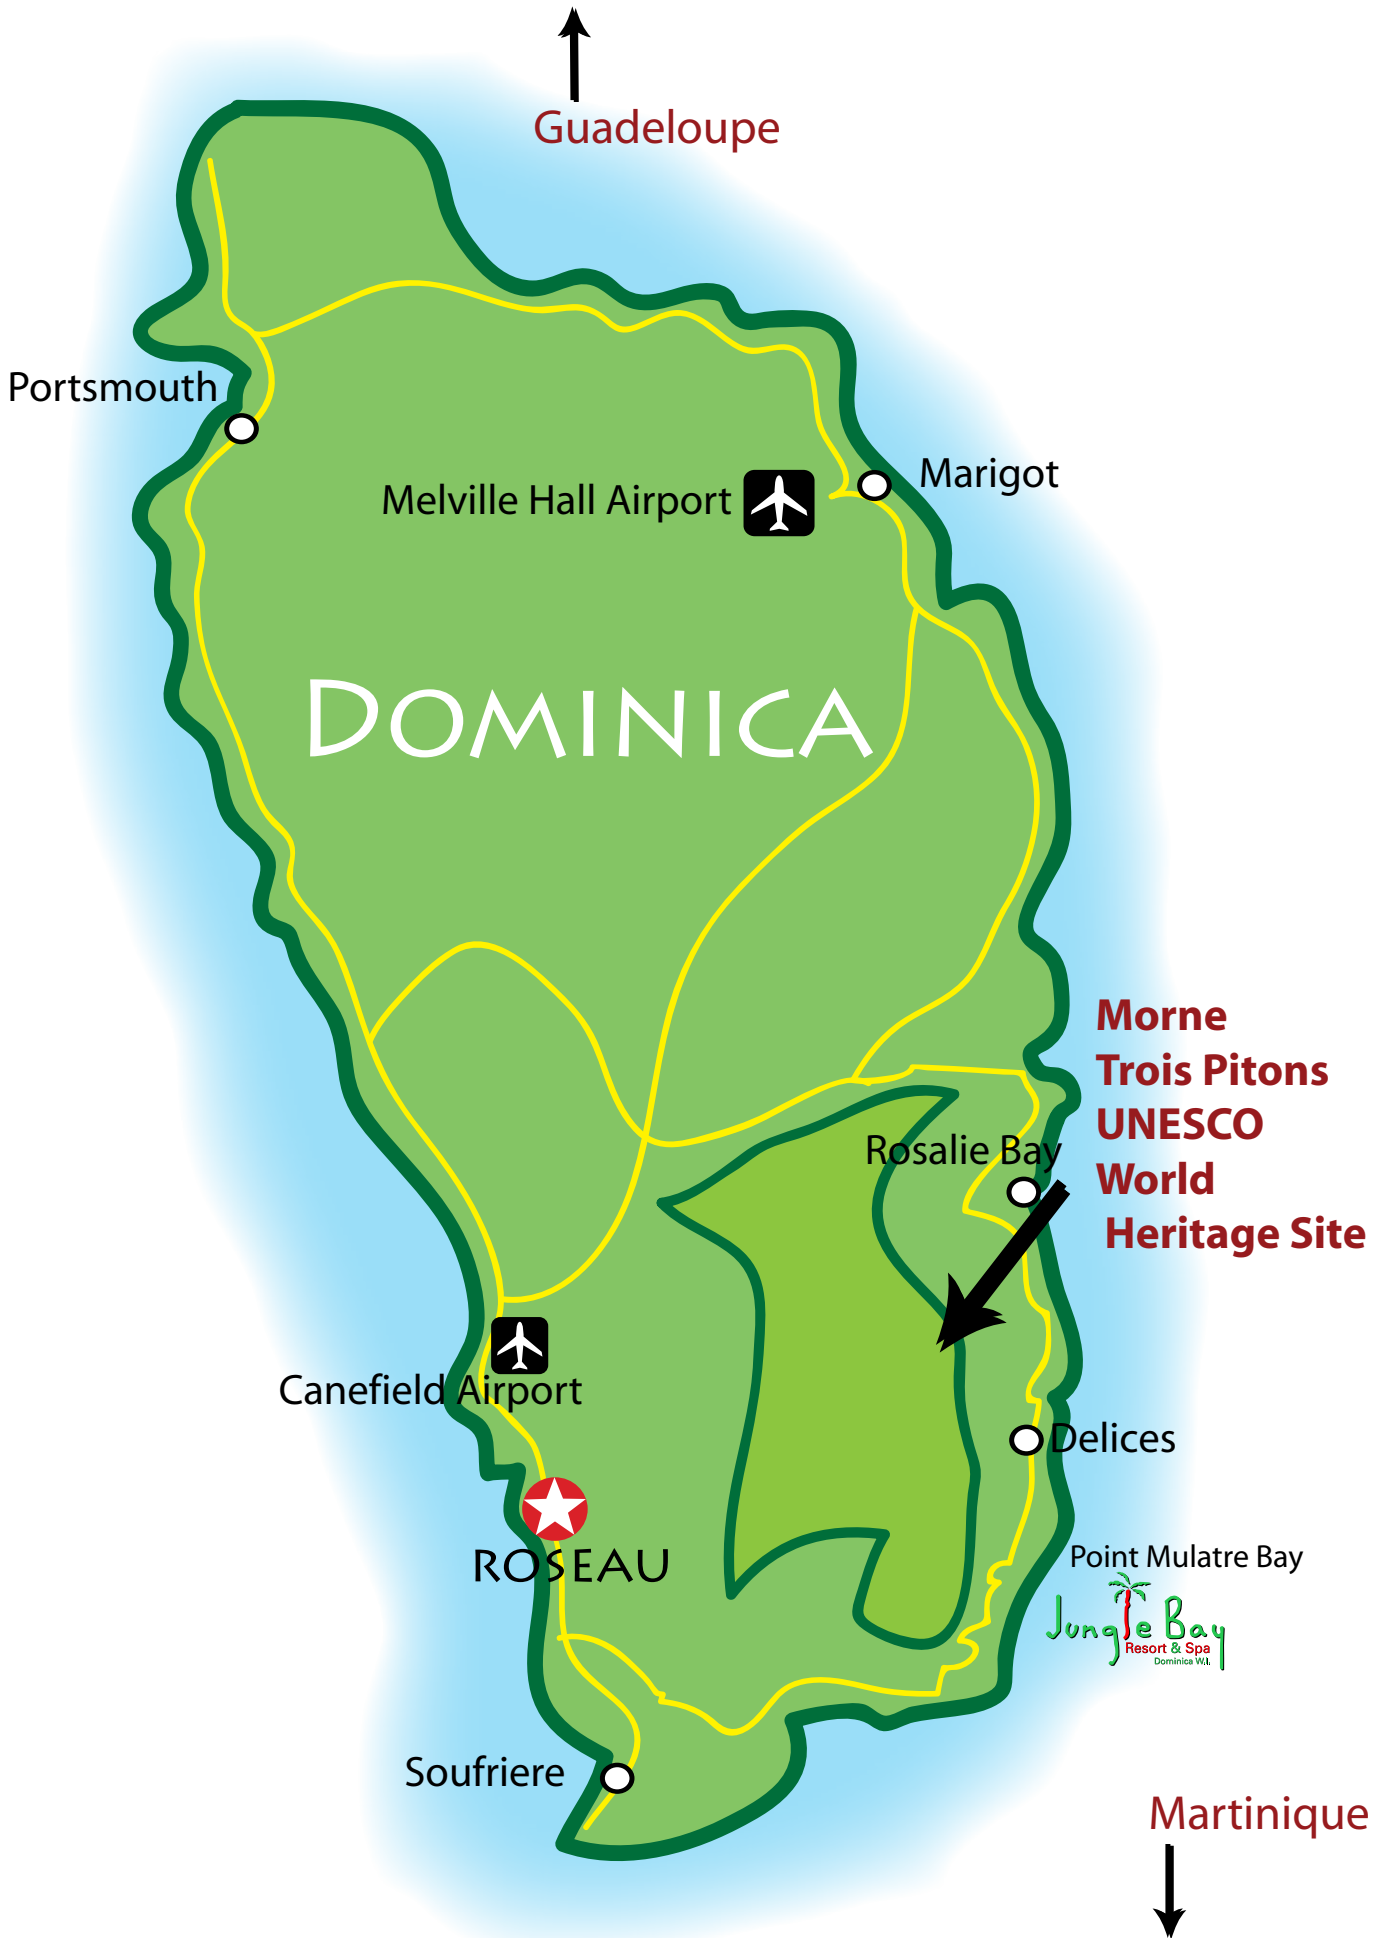 Guadeloupe
Portsmouth
Marigot
Melville Hall Airport
DOMINICA
Morne
Trois Pitons
UNESCO
World
Heritage Site
Rosalie Bay
Canefield Airport
Delices
ROSEAU
Point Mulatre Bay
Jungle Bay
Resort & Spa
Dominica W.I.
Soufriere
Martinique